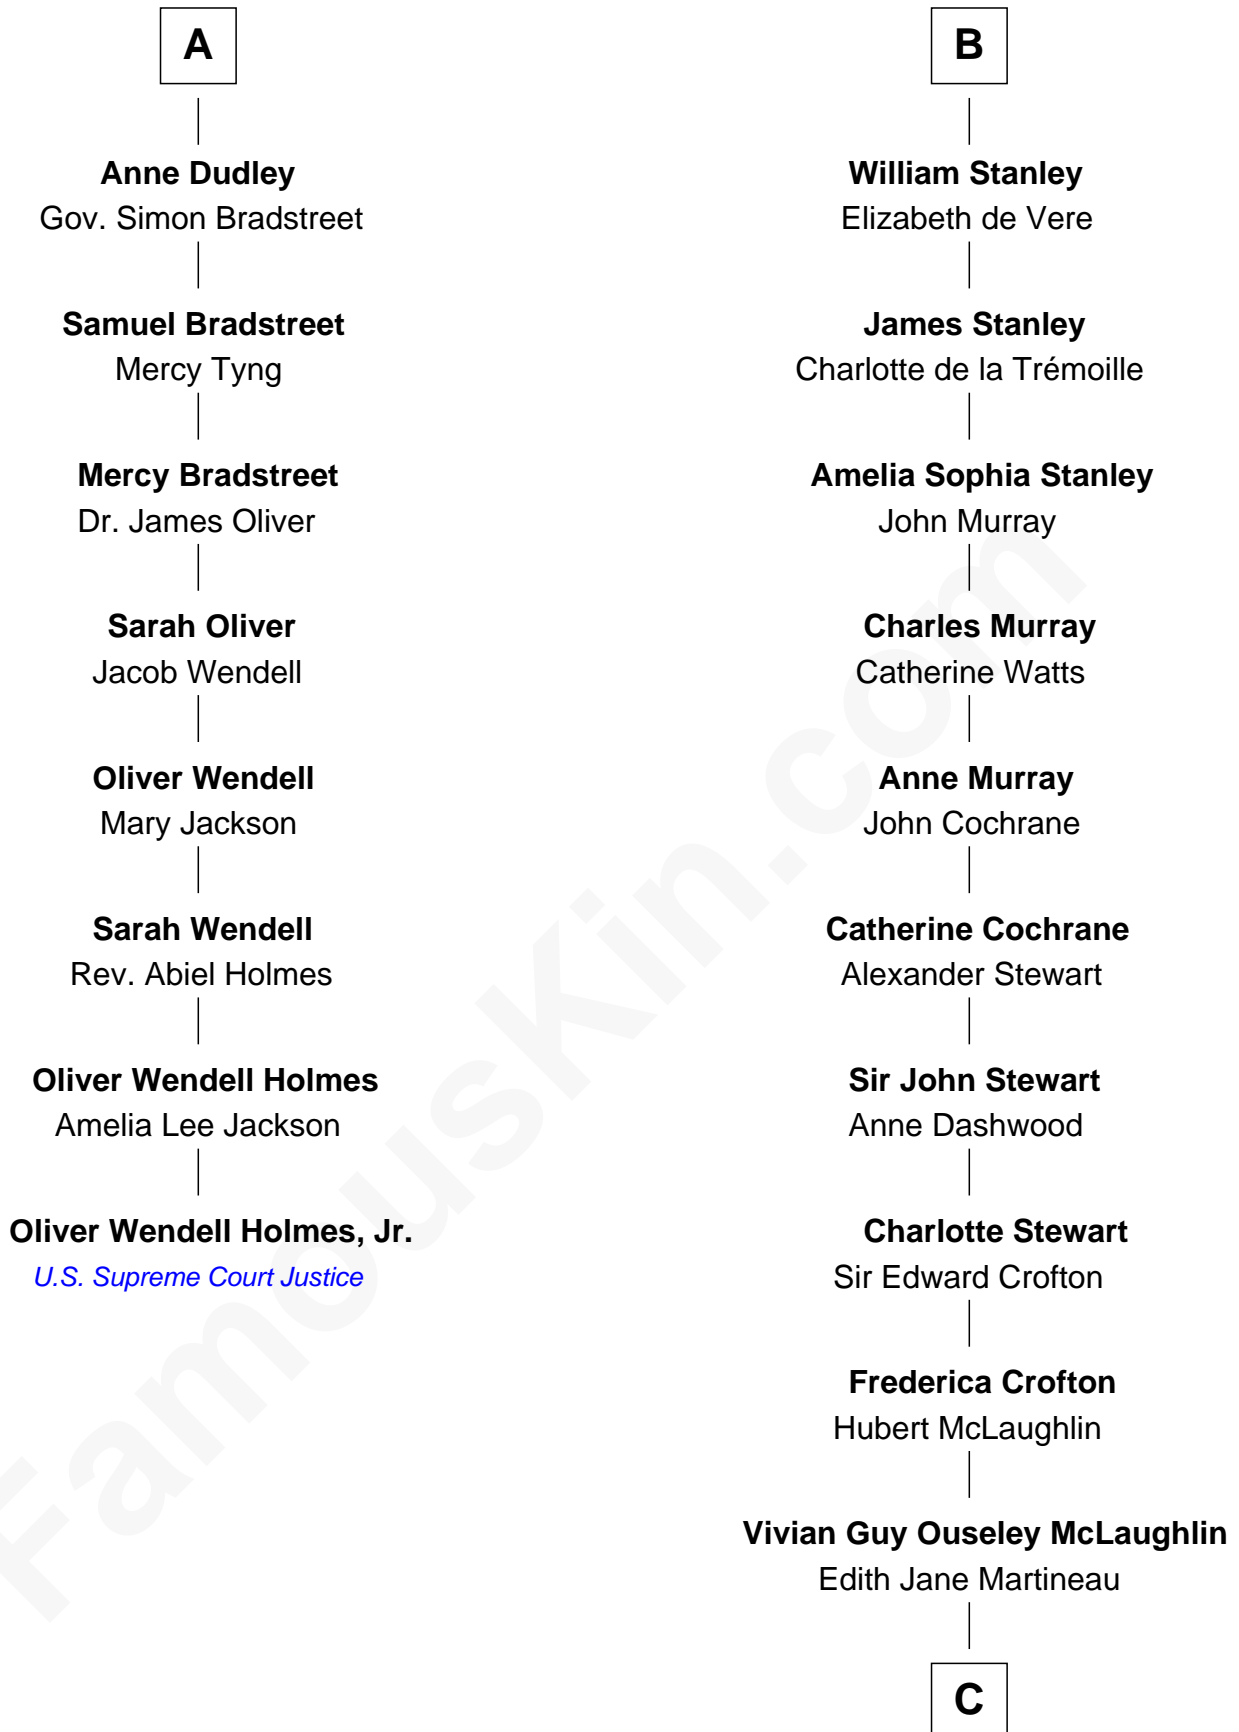 A
Anne Dudley
Gov. Simon Bradstreet
Samuel Bradstreet
Mercy Tyng
Mercy Bradstreet
Dr. James Oliver
Sarah Oliver
Jacob Wendell
Oliver Wendell
Mary Jackson
Sarah Wendell
Rev. Abiel Holmes
Oliver Wendell Holmes
Amelia Lee Jackson
Oliver Wendell Holmes, Jr.
U.S. Supreme Court Justice
B
William Stanley
Elizabeth de Vere
James Stanley
Charlotte de la Trémoille
Amelia Sophia Stanley
John Murray
Charles Murray
Catherine Watts
Anne Murray
John Cochrane
Catherine Cochrane
Alexander Stewart
Sir John Stewart
Anne Dashwood
Charlotte Stewart
Sir Edward Crofton
Frederica Crofton
Hubert McLaughlin
Vivian Guy Ouseley McLaughlin
Edith Jane Martineau
C
FamousKin.com